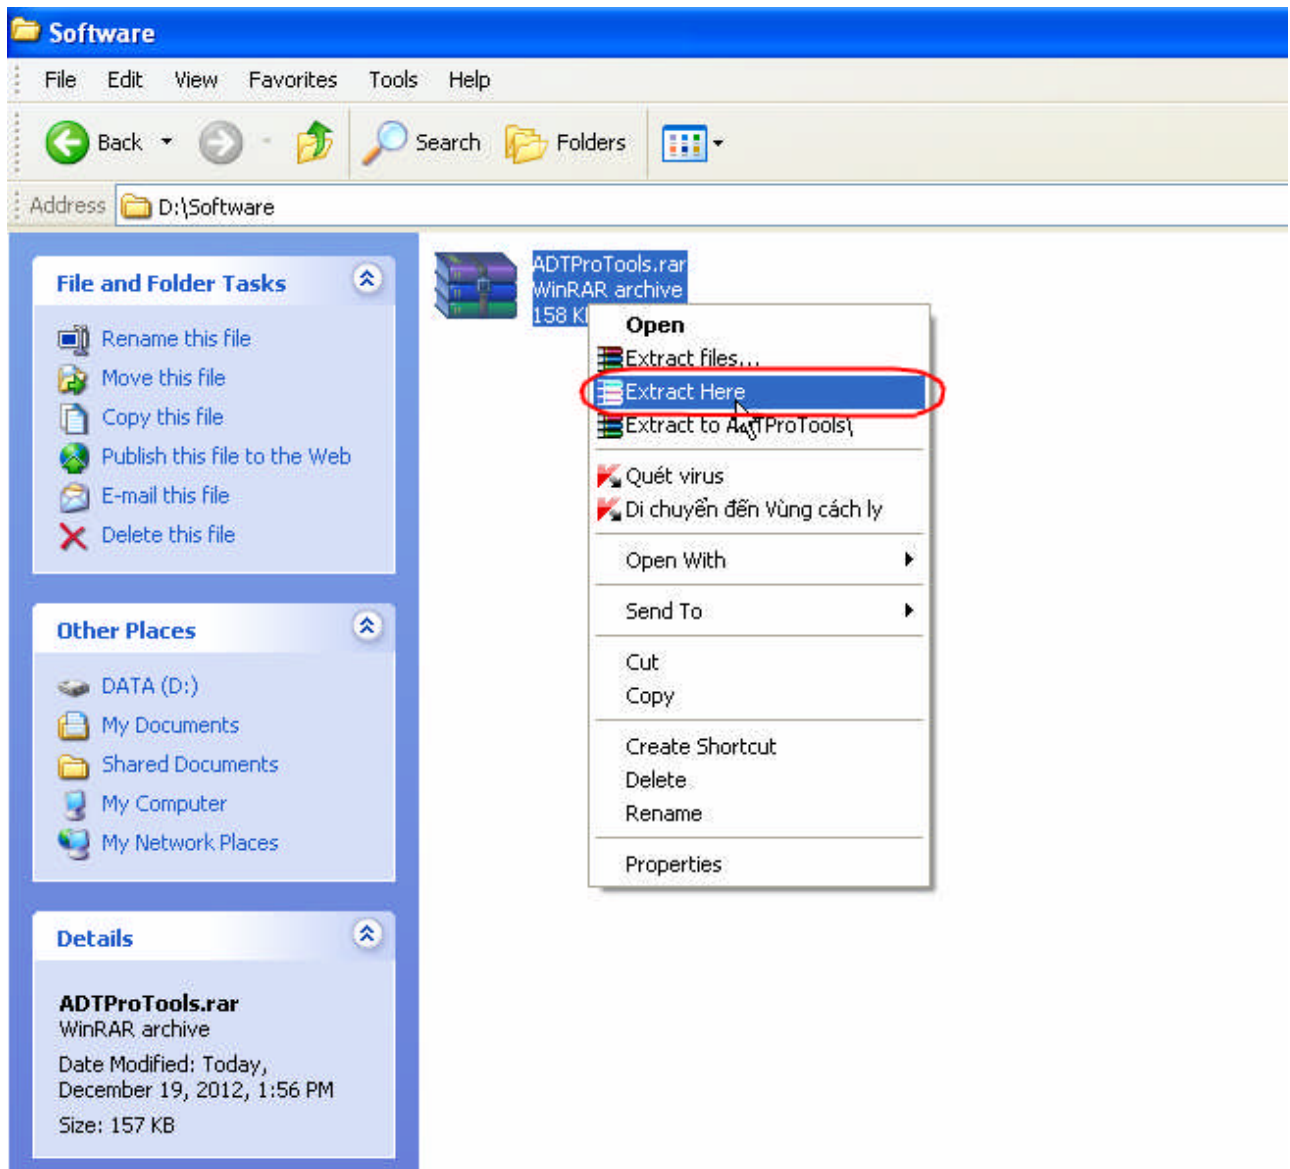 Software
File Edit View Favorites Tools Help
Back Search Folders
Address D:\Software
File and Folder Tasks
Rename this file
Move this file
Copy this file
Publish this file to the Web
E-mail this file
Delete this file
Other Places
DATA (D:)
My Documents
Shared Documents
My Computer
My Network Places
Details
ADTProTools.rar
WinRAR archive
Date Modified: Today,
December 19, 2012, 1:56 PM
Size: 157 KB
ADTProTools.rar
WinRAR archive
158
Open
Extract files...
Extract Here
Extract to ADTProTools\
Quét virus
Di chuyển đến Vùng cách ly
Open With
Send To
Cut
Copy
Create Shortcut
Delete
Rename
Properties